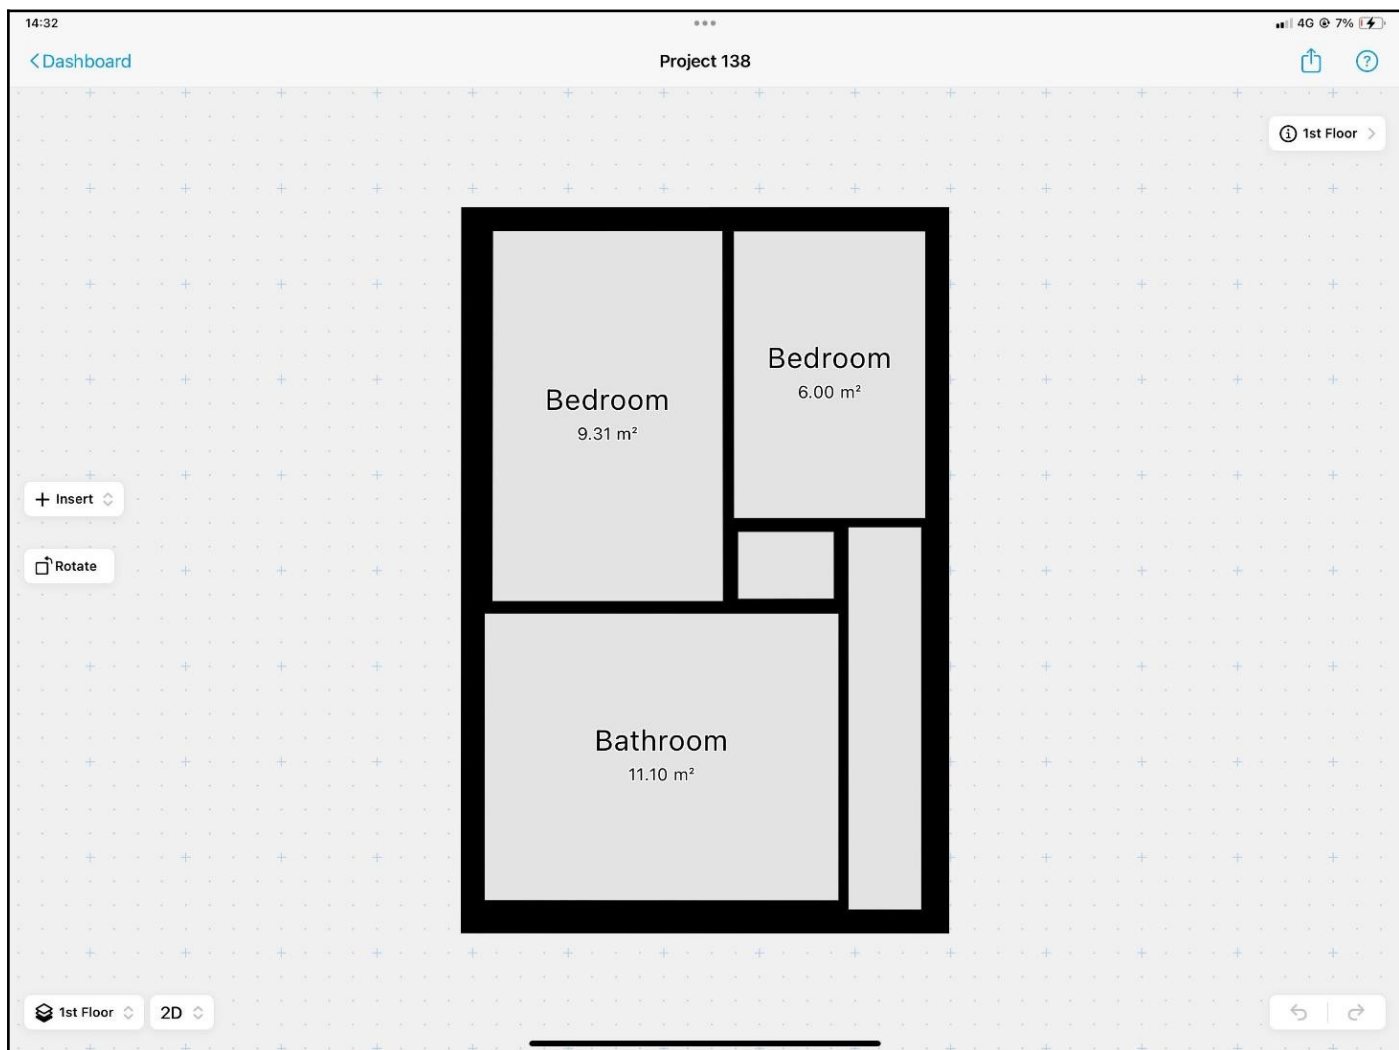 14:32
4G 7%
Dashboard
Project 138
1st Floor
Bedroom
9.31 m²
Bedroom
6.00 m²
Insert
Rotate
Bathroom
11.10 m²
1st Floor
2D